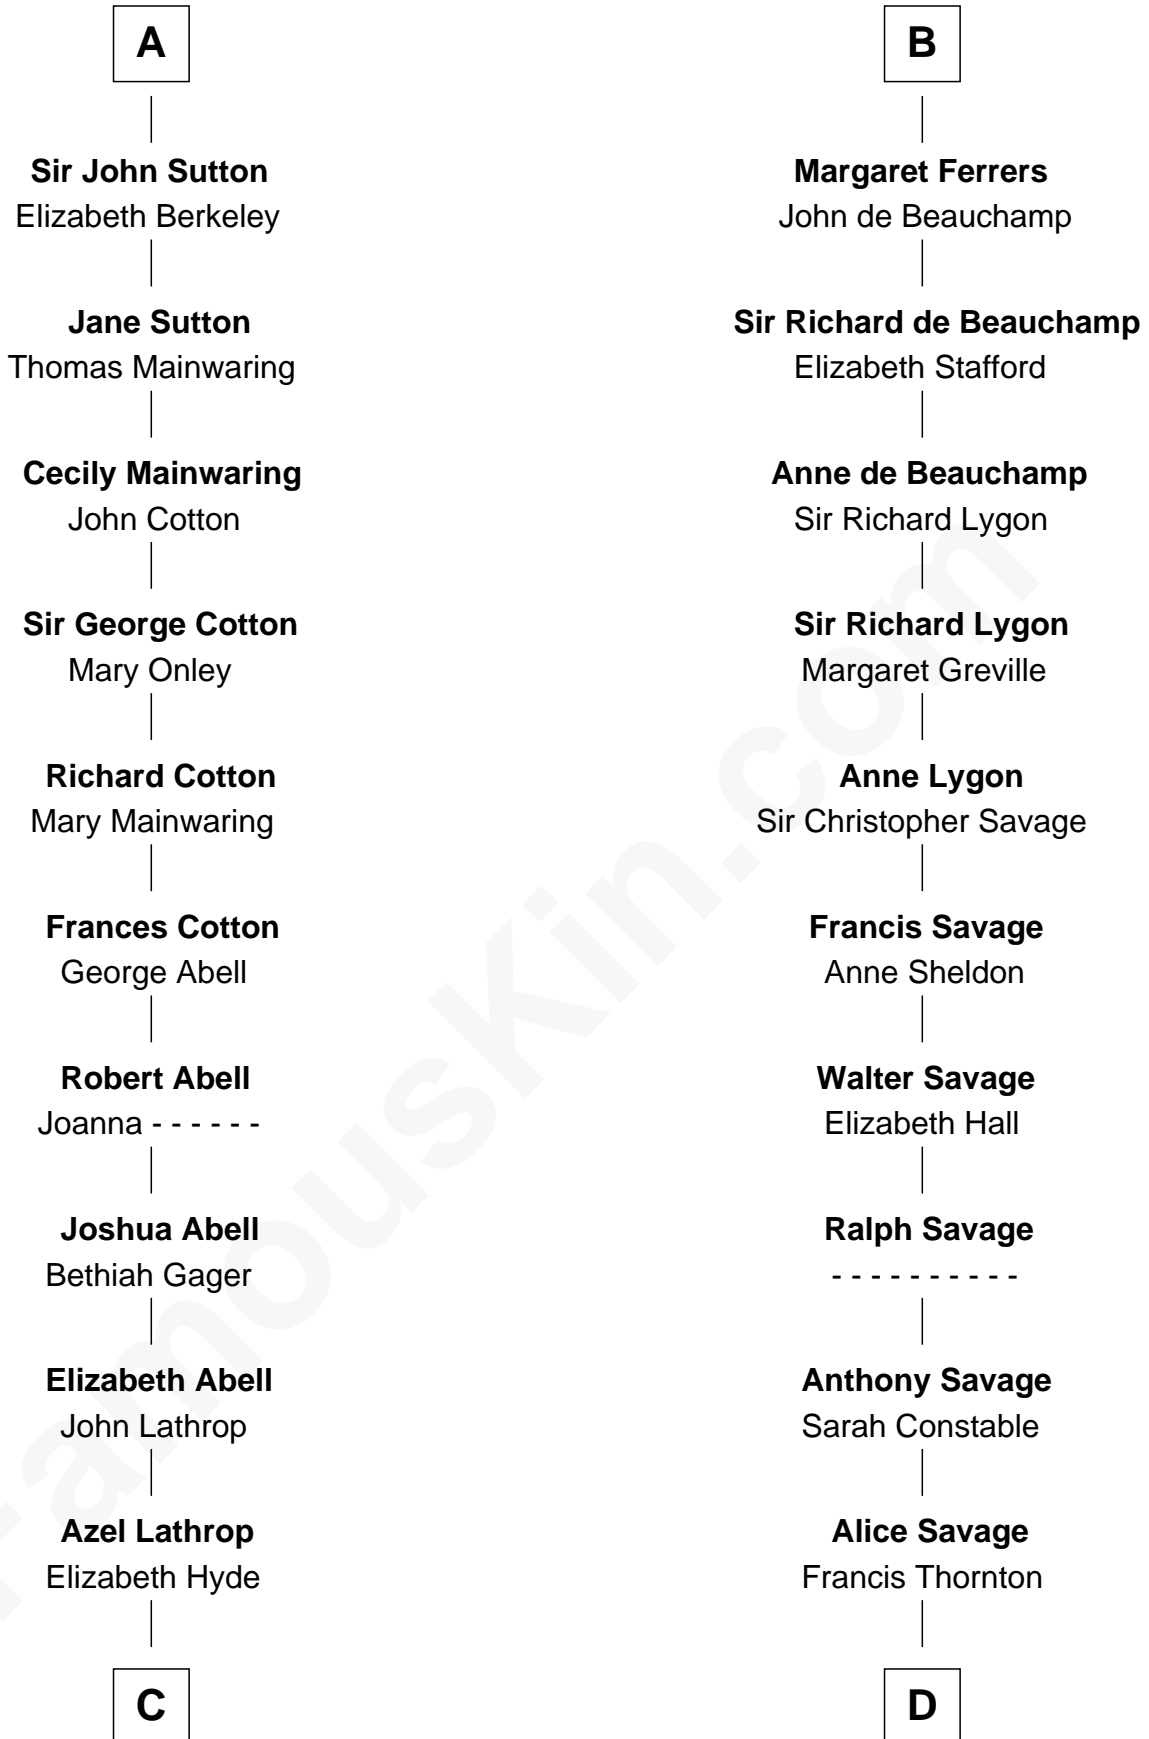 A
Sir John Sutton
Elizabeth Berkeley
Jane Sutton
Thomas Mainwaring
Cecily Mainwaring
John Cotton
Sir George Cotton
Mary Onley
Richard Cotton
Mary Mainwaring
Frances Cotton
George Abell
Robert Abell
Joanna - - - - - -
Joshua Abell
Bethiah Gager
Elizabeth Abell
John Lathrop
Azel Lathrop
Elizabeth Hyde
C
B
Margaret Ferrers
John de Beauchamp
Sir Richard de Beauchamp
Elizabeth Stafford
Anne de Beauchamp
Sir Richard Lygon
Sir Richard Lygon
Margaret Greville
Anne Lygon
Sir Christopher Savage
Francis Savage
Anne Sheldon
Walter Savage
Elizabeth Hall
Ralph Savage
- - - - - - - - - -
Anthony Savage
Sarah Constable
Alice Savage
Francis Thornton
D
FamousKin.com